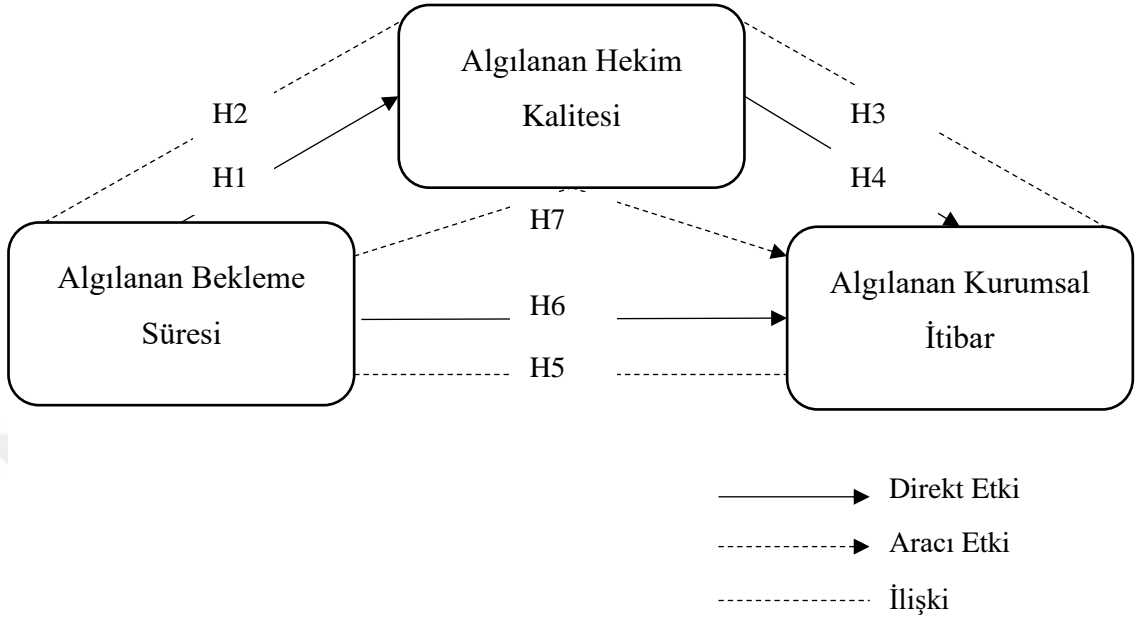 Algılanan Hekim
Kalitesi
H2
H3
H1
H4
H7
Algılanan Bekleme
Süresi
Algılanan Kurumsal
İtibar
H6
H5
Direkt Etki
Aracı Etki
İlişki